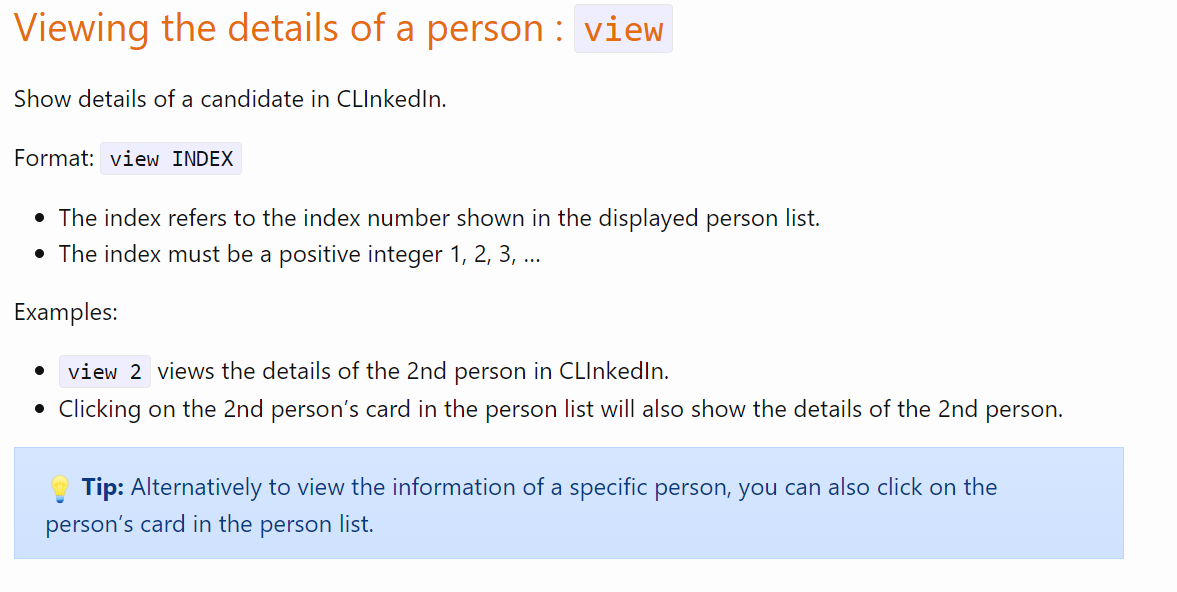 Viewing the details of a person : view
Show details of a candidate in CLInkedIn.
Format: view INDEX
• The index refers to the index number shown in the displayed person list.
• The index must be a positive integer 1, 2, 3, …
Examples:
• view 2 views the details of the 2nd person in CLInkedIn.
• Clicking on the 2nd person’s card in the person list will also show the details of the 2nd person.
💡 Tip: Alternatively to view the information of a specific person, you can also click on the
person’s card in the person list.